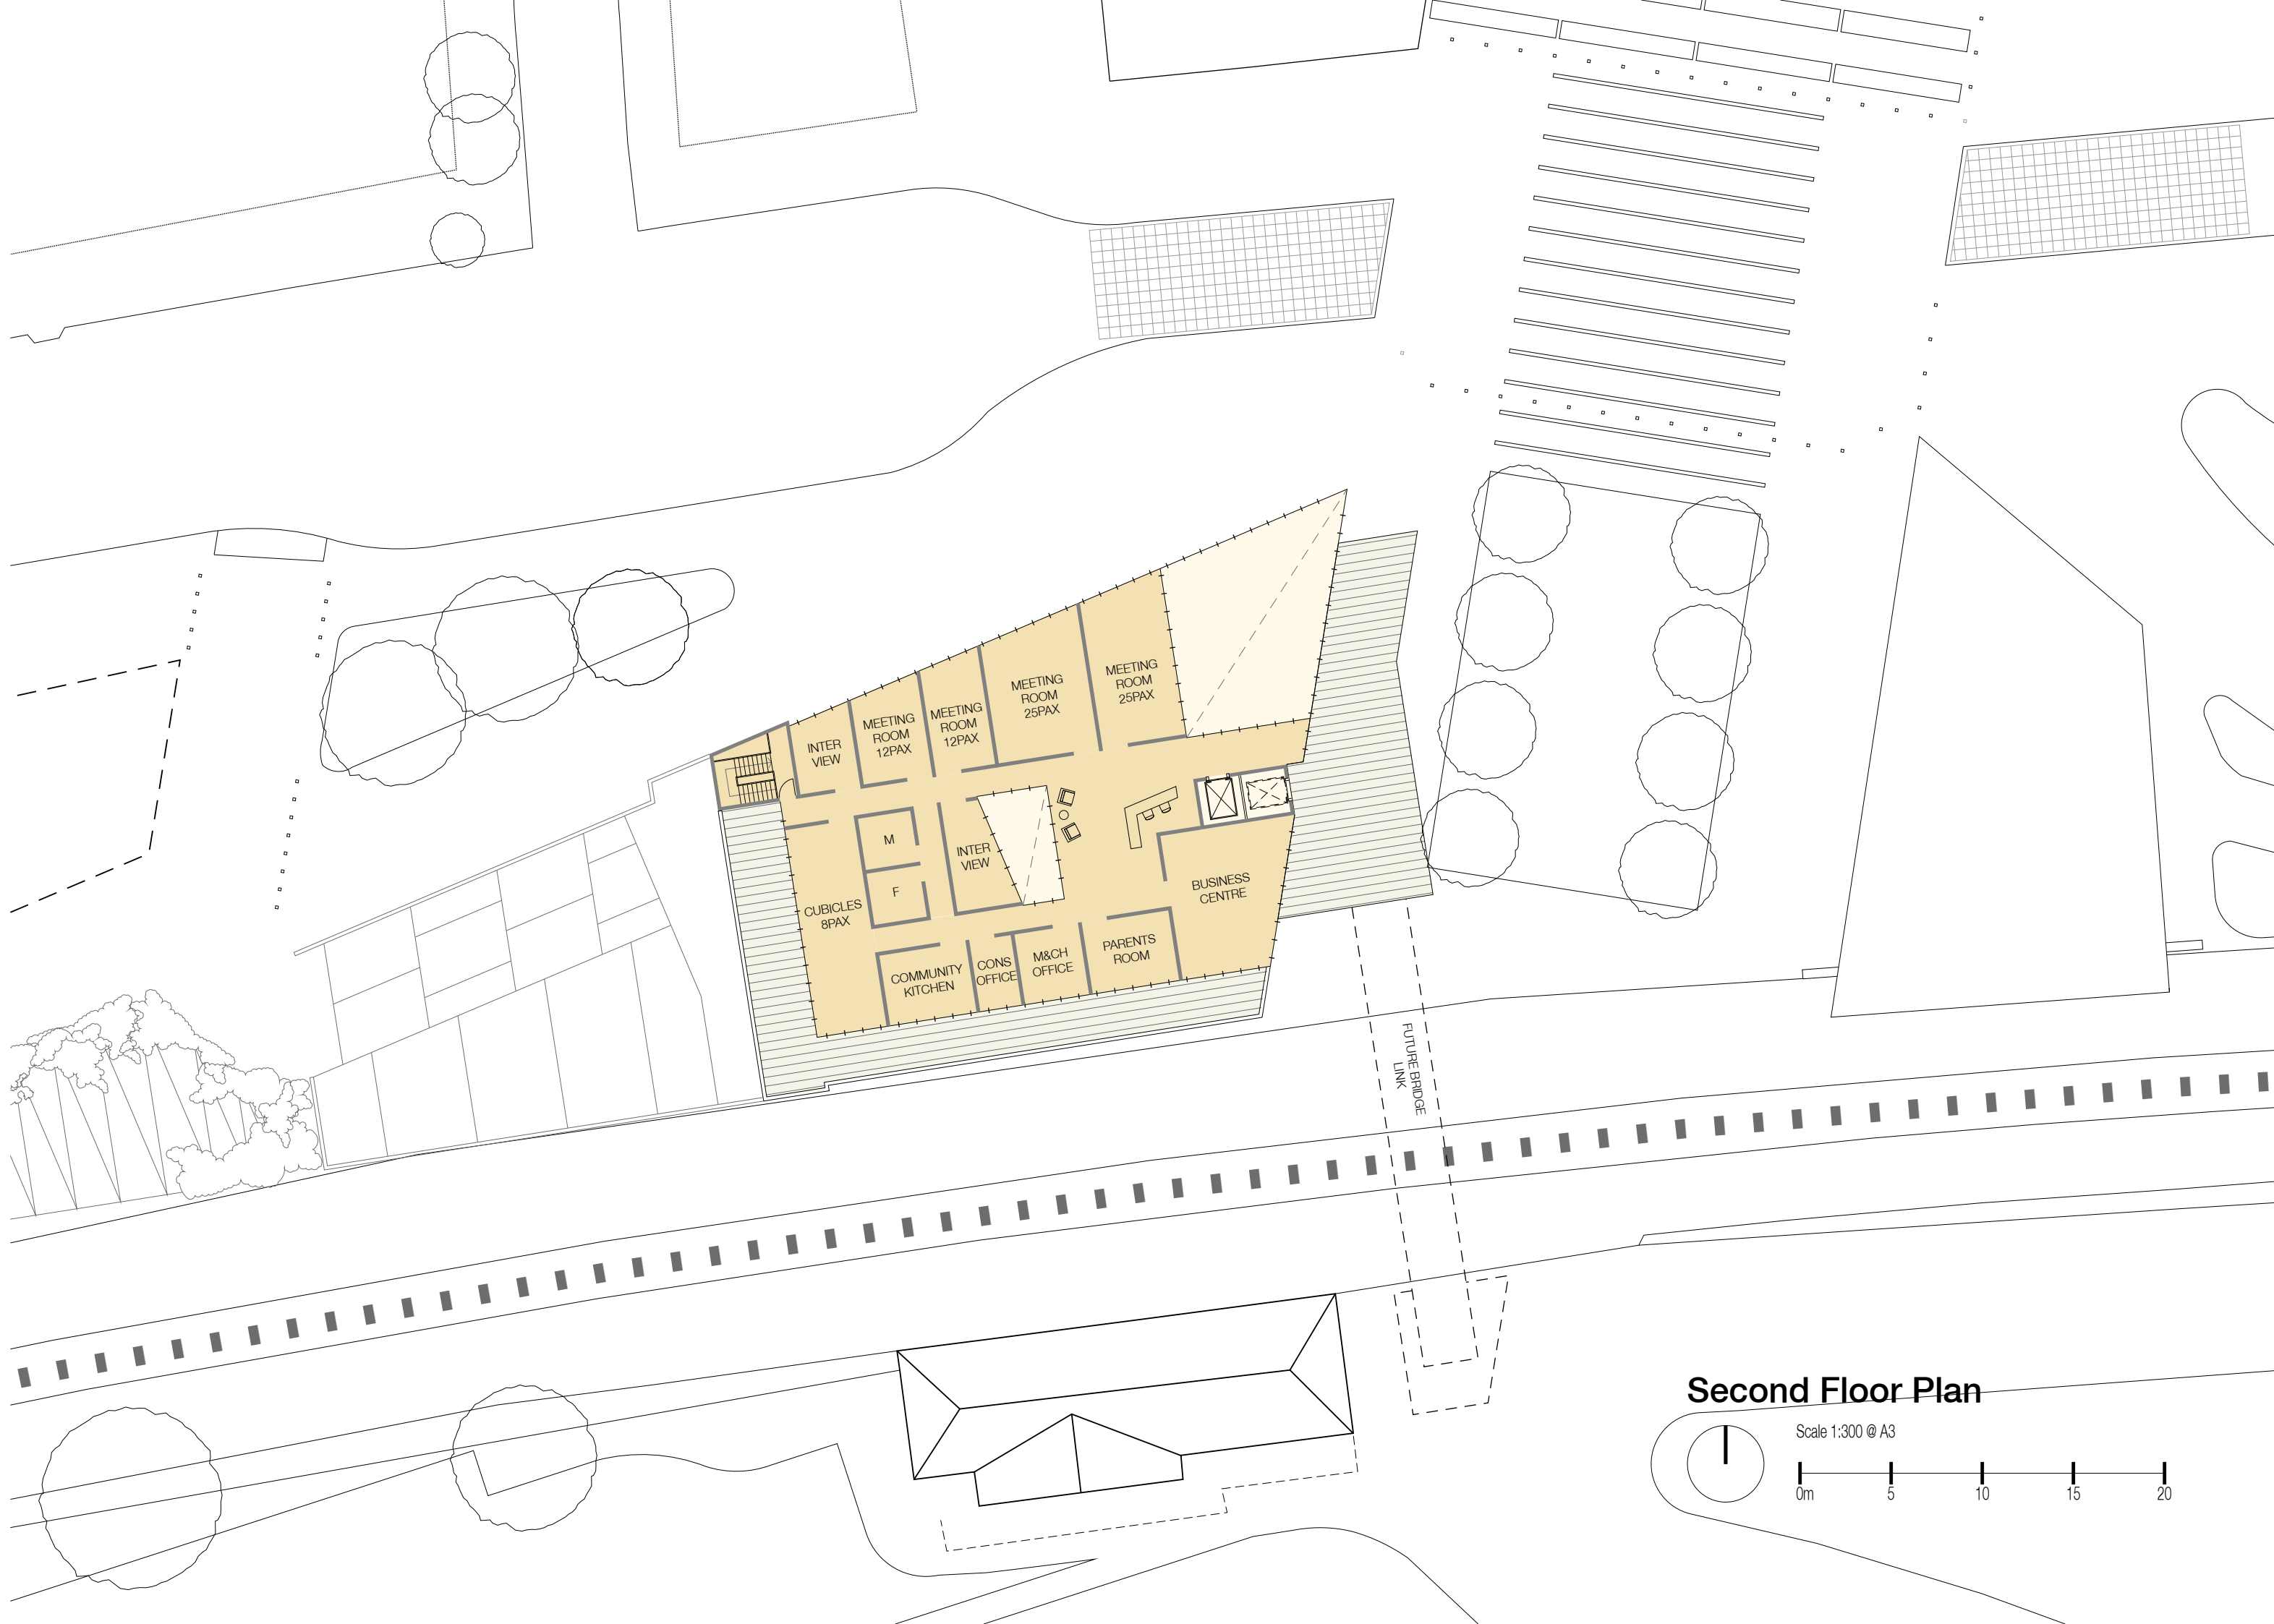 MEETING
ROOM
25PAX
MEETING
ROOM
25PAX
MEETING
ROOM
12PAX
MEETING
ROOM
12PAX
INTER
VIEW
M
F
INTER
VIEW
CUBICLES
8PAX
BUSINESS
CENTRE
COMMUNITY
KITCHEN
CONS
OFFICE
M&CH
OFFICE
PARENTS
ROOM
FUTURE BRIDGE
LINK
Second Floor Plan
Scale 1:300 @ A3
0m 5 10 15 20